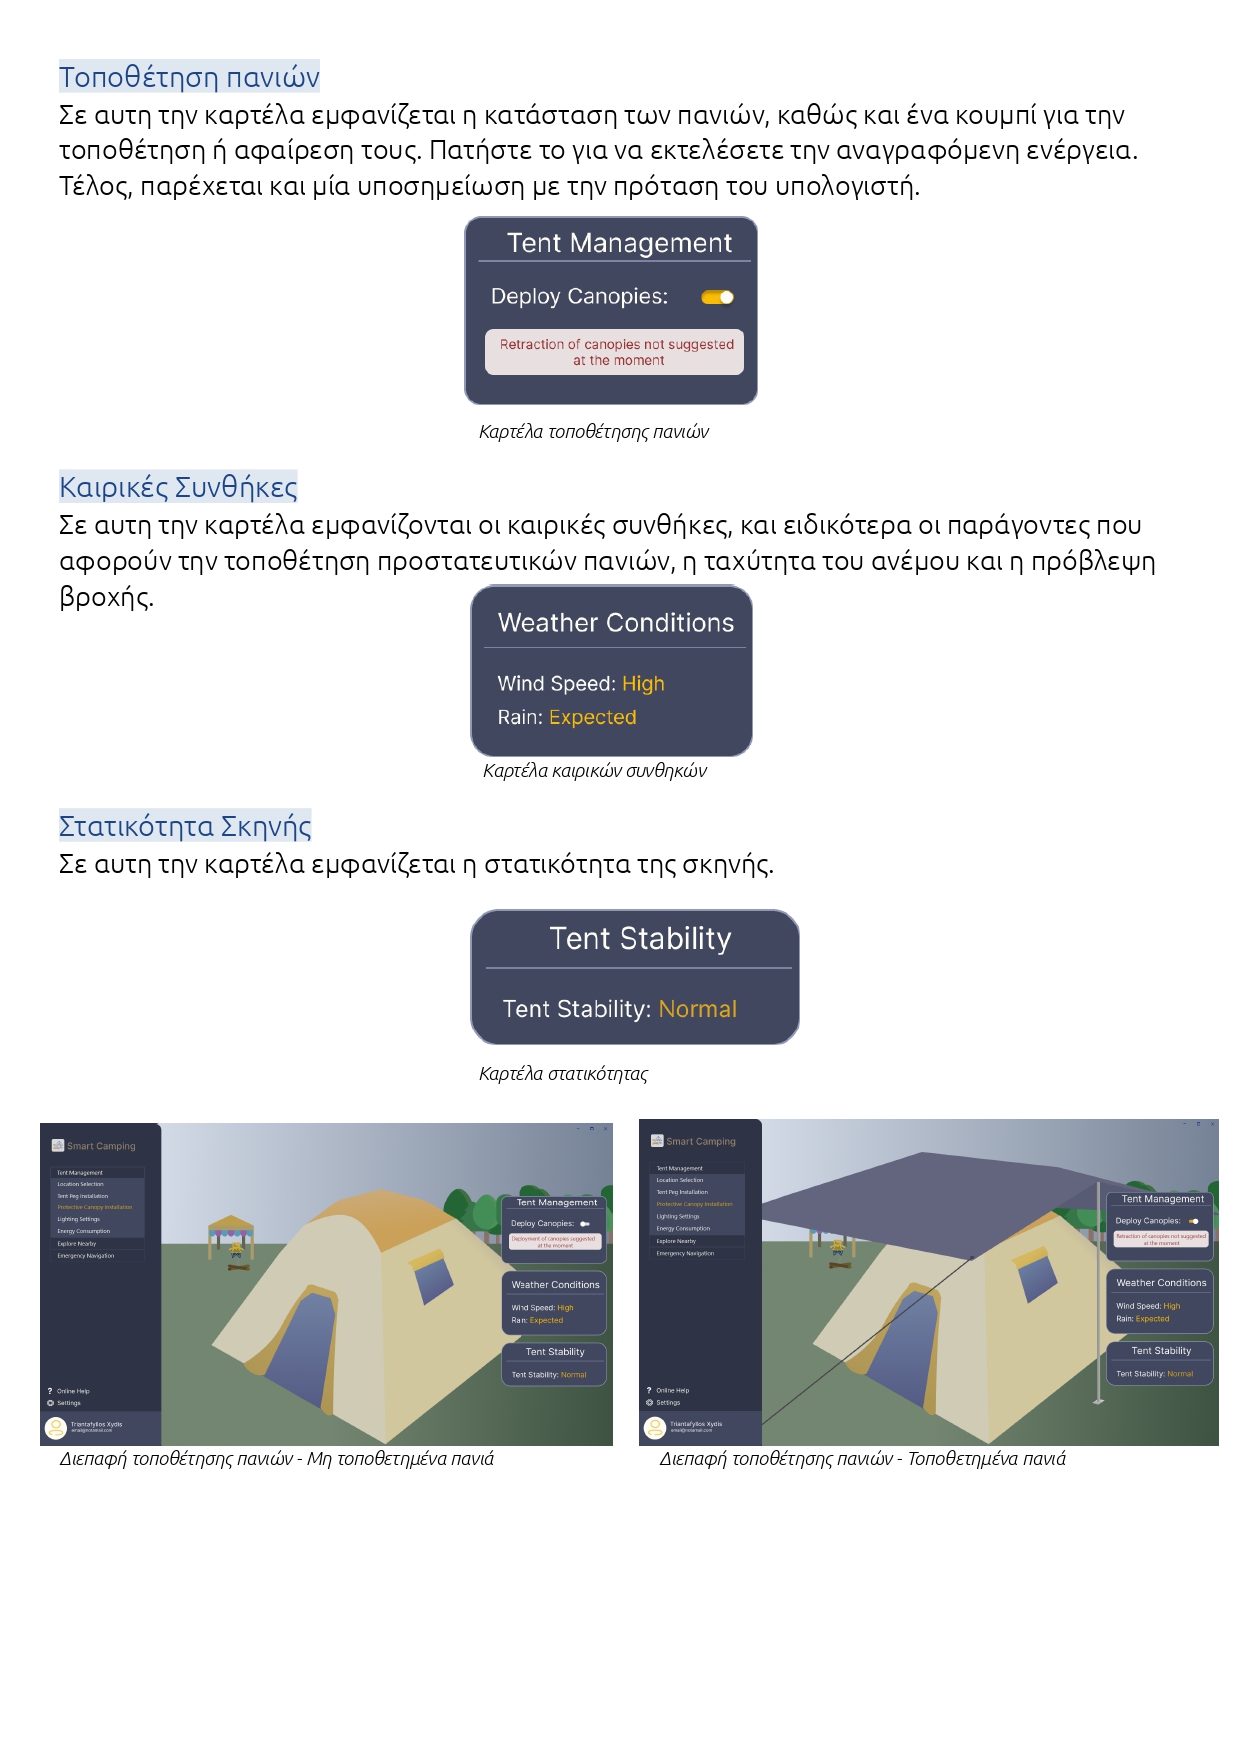 Τοποθέτηση πανιών
Σε αυτη την καρτέλα εμφανίζεται η κατάσταση των πανιών, καθώς και ένα κουμπί για την
τοποθέτηση ή αφαίρεση τους. Πατήστε το για να εκτελέσετε την αναγραφόμενη ενέργεια.
Τέλος, παρέχεται και μία υποσημείωση με την πρόταση του υπολογιστή.
Tent Management
Deploy Canopies:
Retraction of canopies not suggested
at the moment
Καρτέλα τοποθέτησης πανιών
Καιρικές Συνθήκες
Σε αυτη την καρτέλα εμφανίζονται οι καιρικές συνθήκες, και ειδικότερα οι παράγοντες που
αφορούν την τοποθέτηση προστατευτικών πανιών, η ταχύτητα του ανέμου και η πρόβλεψη
βροχής.
Weather Conditions
Wind Speed: High
Rain: Expected
Καρτέλα καιρικών συνθηκών
Στατικότητα Σκηνής
Σε αυτη την καρτέλα εμφανίζεται η στατικότητα της σκηνής.
Tent Stability
Tent Stability: Normal
Καρτέλα στατικότητας
Smart Camping
Tent Management
Location Selection
Tent Peg Installation
Protective Canopy Installation
Lighting Settings
Energy Consumption
Explore Nearby
Emergency Navigation
Tent Management
Deploy Canopies:
Deployment of canopies suggested
at the moment
Weather Conditions
Wind Speed: High
Rain: Expected
Tent Stability
Tent Stability: Normal
? Online Help
Settings
Triantafyllos Xydis
Διεπαφή τοποθέτησης πανιών - Μη τοποθετημένα πανιά
Smart Camping
Tent Management
Location Selection
Tent Peg Installation
Protective Canopy Installation
Lighting Settings
Energy Consumption
Explore Nearby
Emergency Navigation
Tent Management
Deploy Canopies:
Retraction of canopies not suggested
at the moment
Weather Conditions
Wind Speed: High
Rain: Expected
Tent Stability
Tent Stability: Normal
? Online Help
Settings
Triantafyllos Xydis
Διεπαφή τοποθέτησης πανιών - Τοποθετημένα πανιά